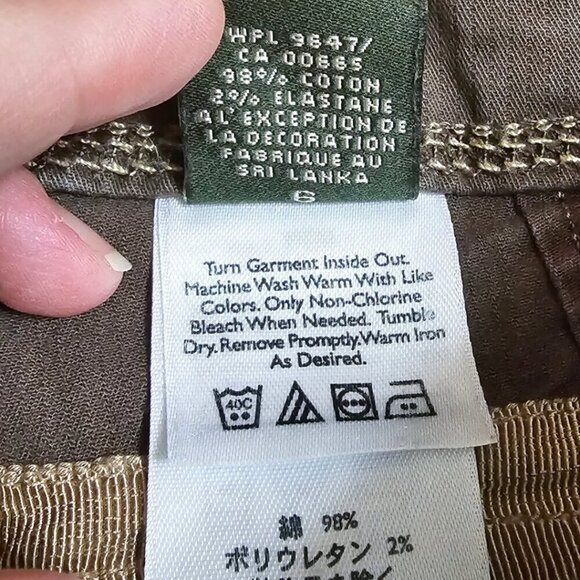 WPL 9647/
CA 00665
98% COTON
2% ELASTANE
A L'EXCEPTION DE
LA DECORATION
FABRIQUE AU
SRI LANKA
6
Turn Garment Inside Out.
Machine Wash Warm With Like
Colors. Only Non-Chlorine
Bleach When Needed. Tumble
Dry. Remove Promptly. Warm Iron
As Desired.
40C
綿 98%
ポリウレタン 2%